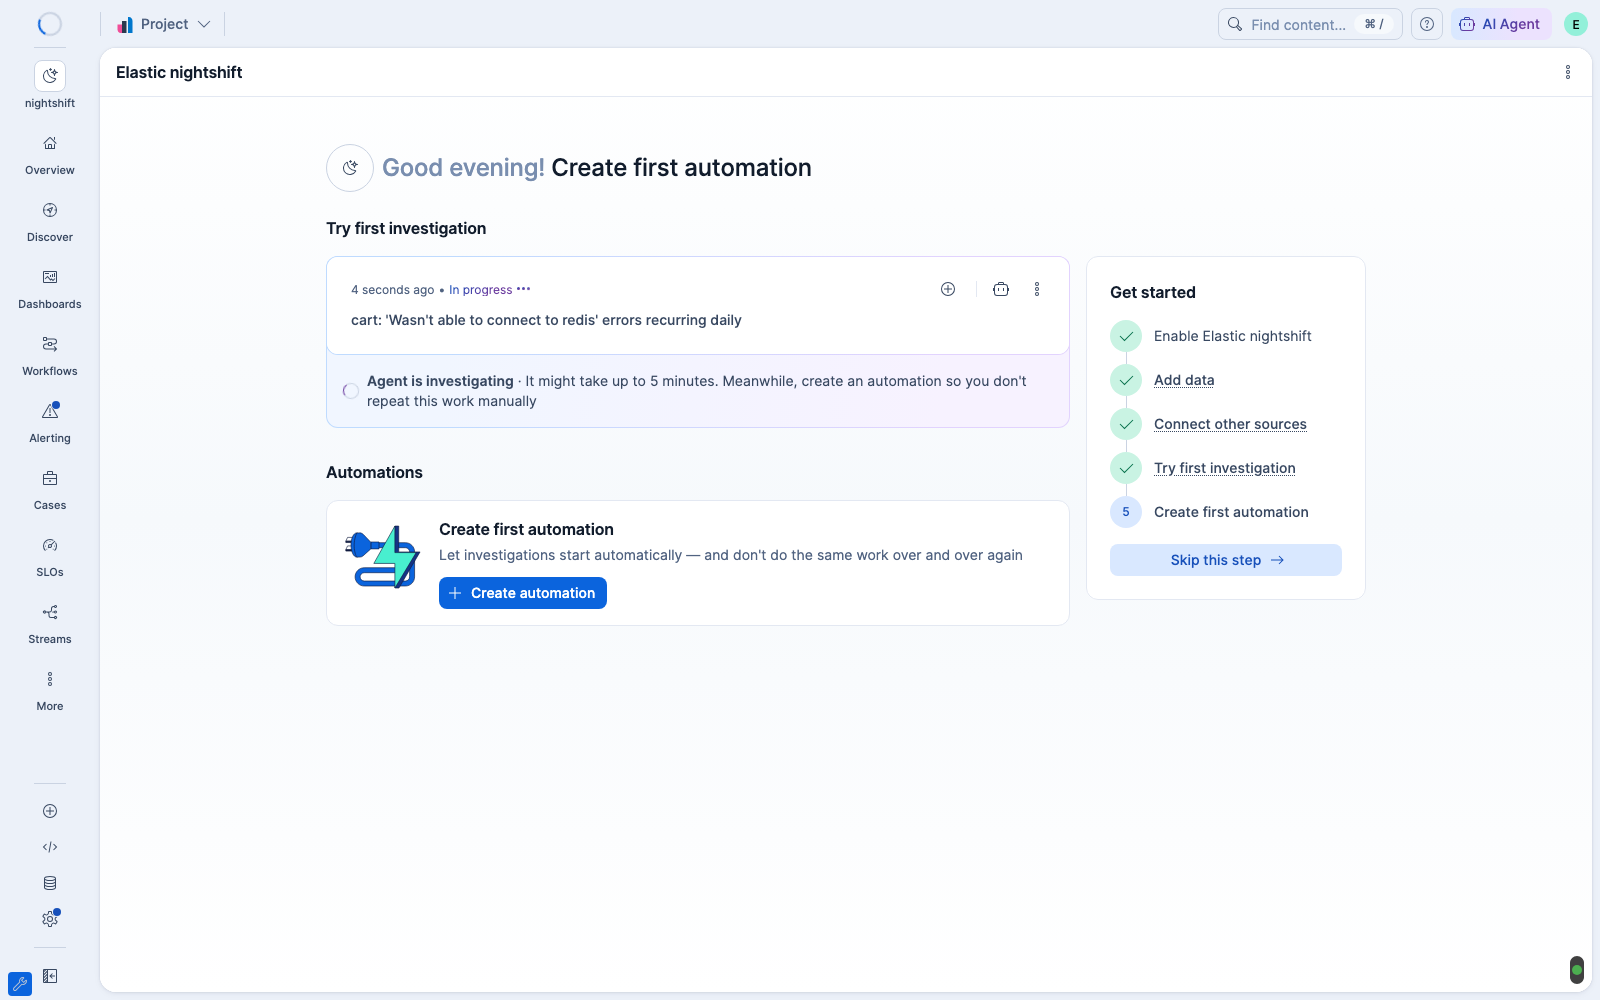 Project
Find content...
⌘ /
AI Agent
E
Elastic nightshift
nightshift
Overview
Discover
Dashboards
Workflows
Alerting
Cases
SLOs
Streams
More
Good evening! Create first automation
Try first investigation
4 seconds ago • In progress
cart: 'Wasn't able to connect to redis' errors recurring daily
Agent is investigating · It might take up to 5 minutes. Meanwhile, create an automation so you don't
repeat this work manually
Automations
Create first automation
Let investigations start automatically — and don't do the same work over and over again
Create automation
Get started
Enable Elastic nightshift
Add data
Connect other sources
Try first investigation
5 Create first automation
Skip this step